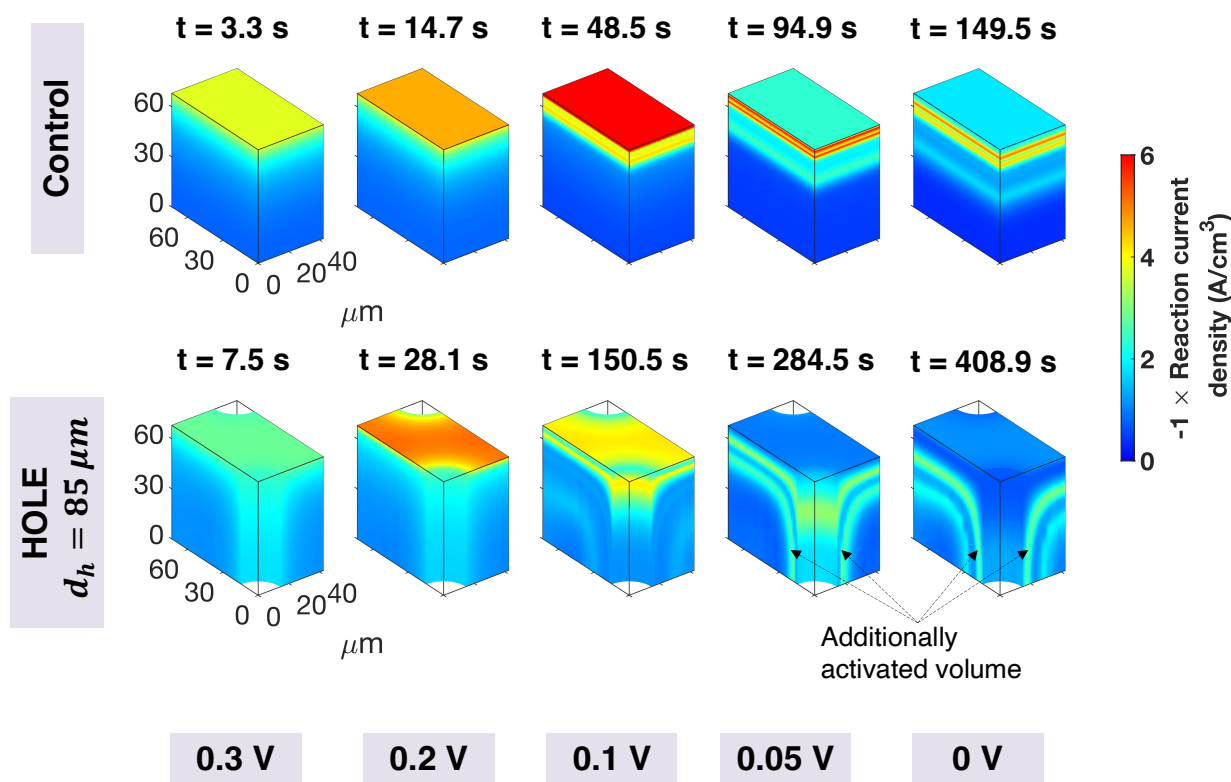 t = 3.3 s
t = 14.7 s
t = 48.5 s
t = 94.9 s
t = 149.5 s
Control
60
30
0
60
30
0
0
20
40
μm
6
4
2
0
-1 × Reaction current
density (A/cm³)
t = 7.5 s
t = 28.1 s
t = 150.5 s
t = 284.5 s
t = 408.9 s
HOLE
d_h = 85 μm
60
30
0
60
30
0
0
20
40
μm
Additionally
activated volume
0.3 V
0.2 V
0.1 V
0.05 V
0 V